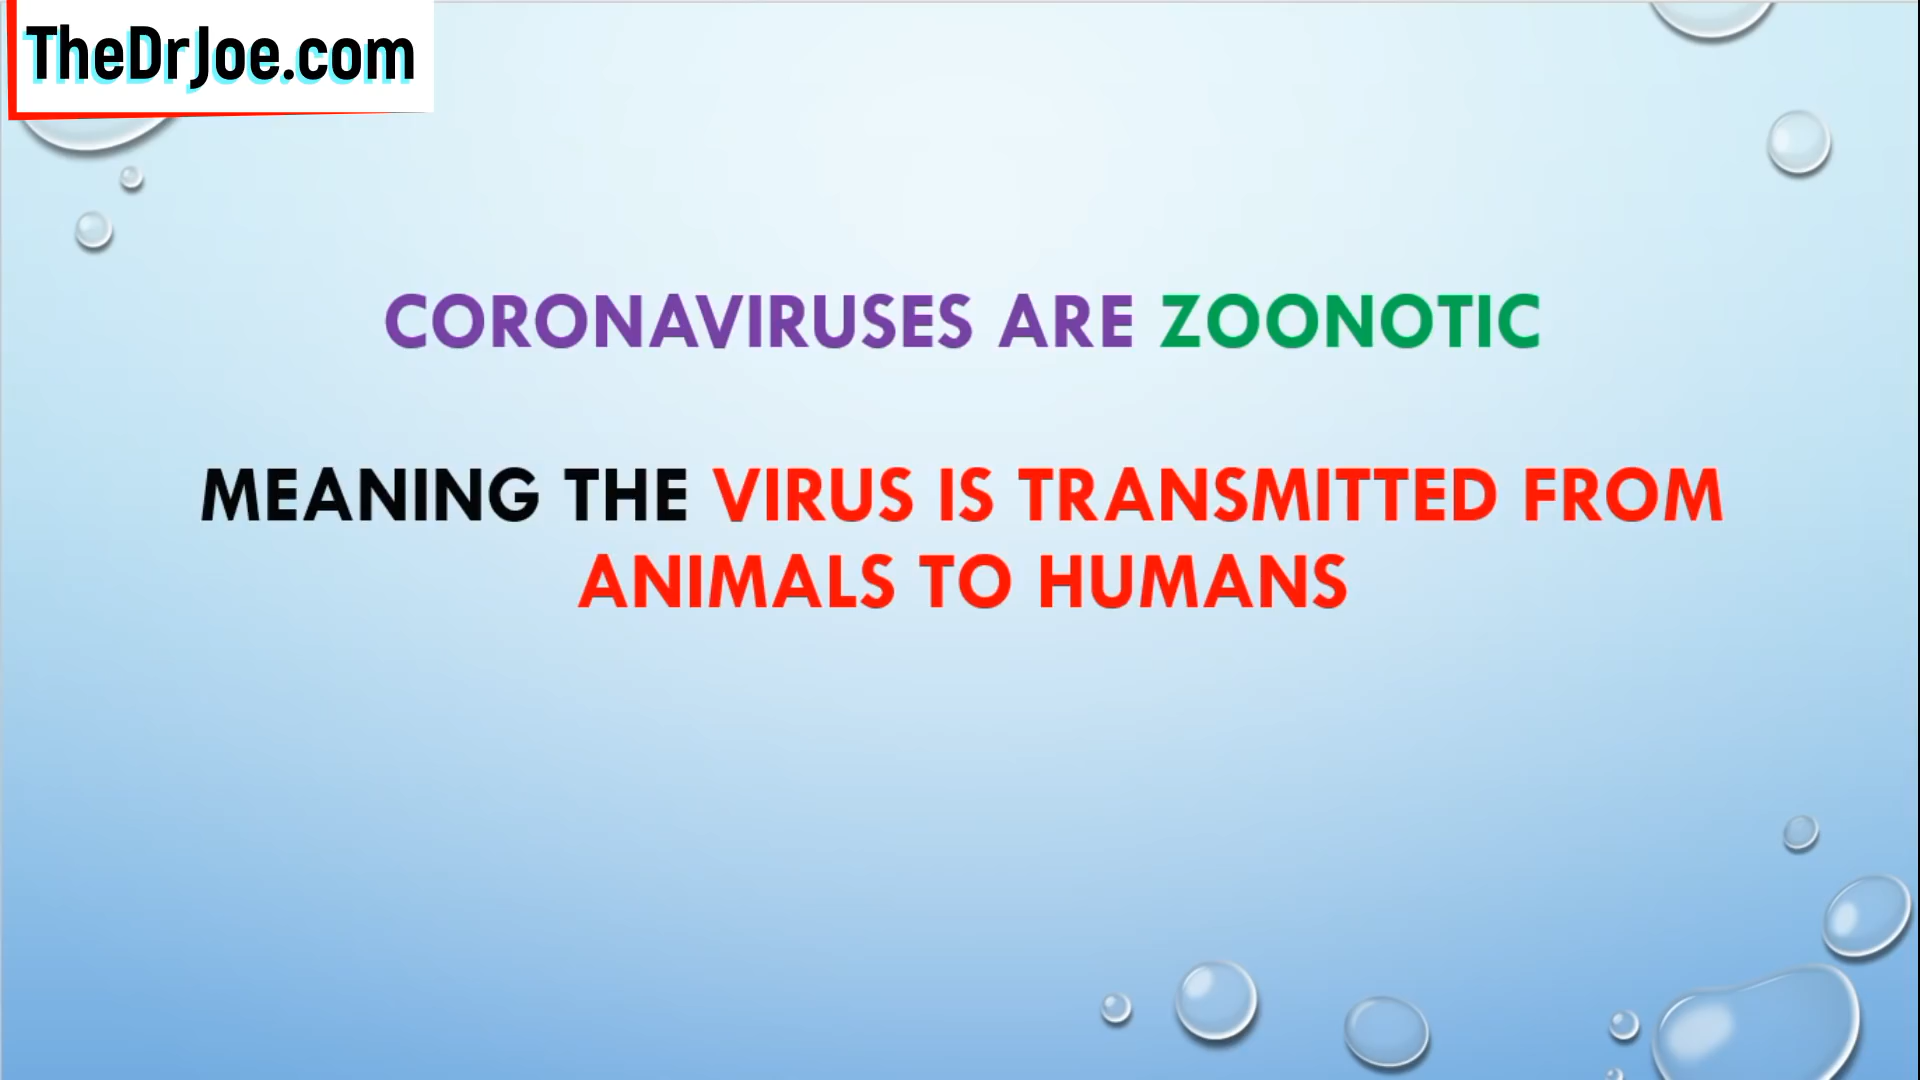 TheDrJoe.com
CORONAVIRUSES ARE ZOONOTIC
MEANING THE VIRUS IS TRANSMITTED FROM
ANIMALS TO HUMANS